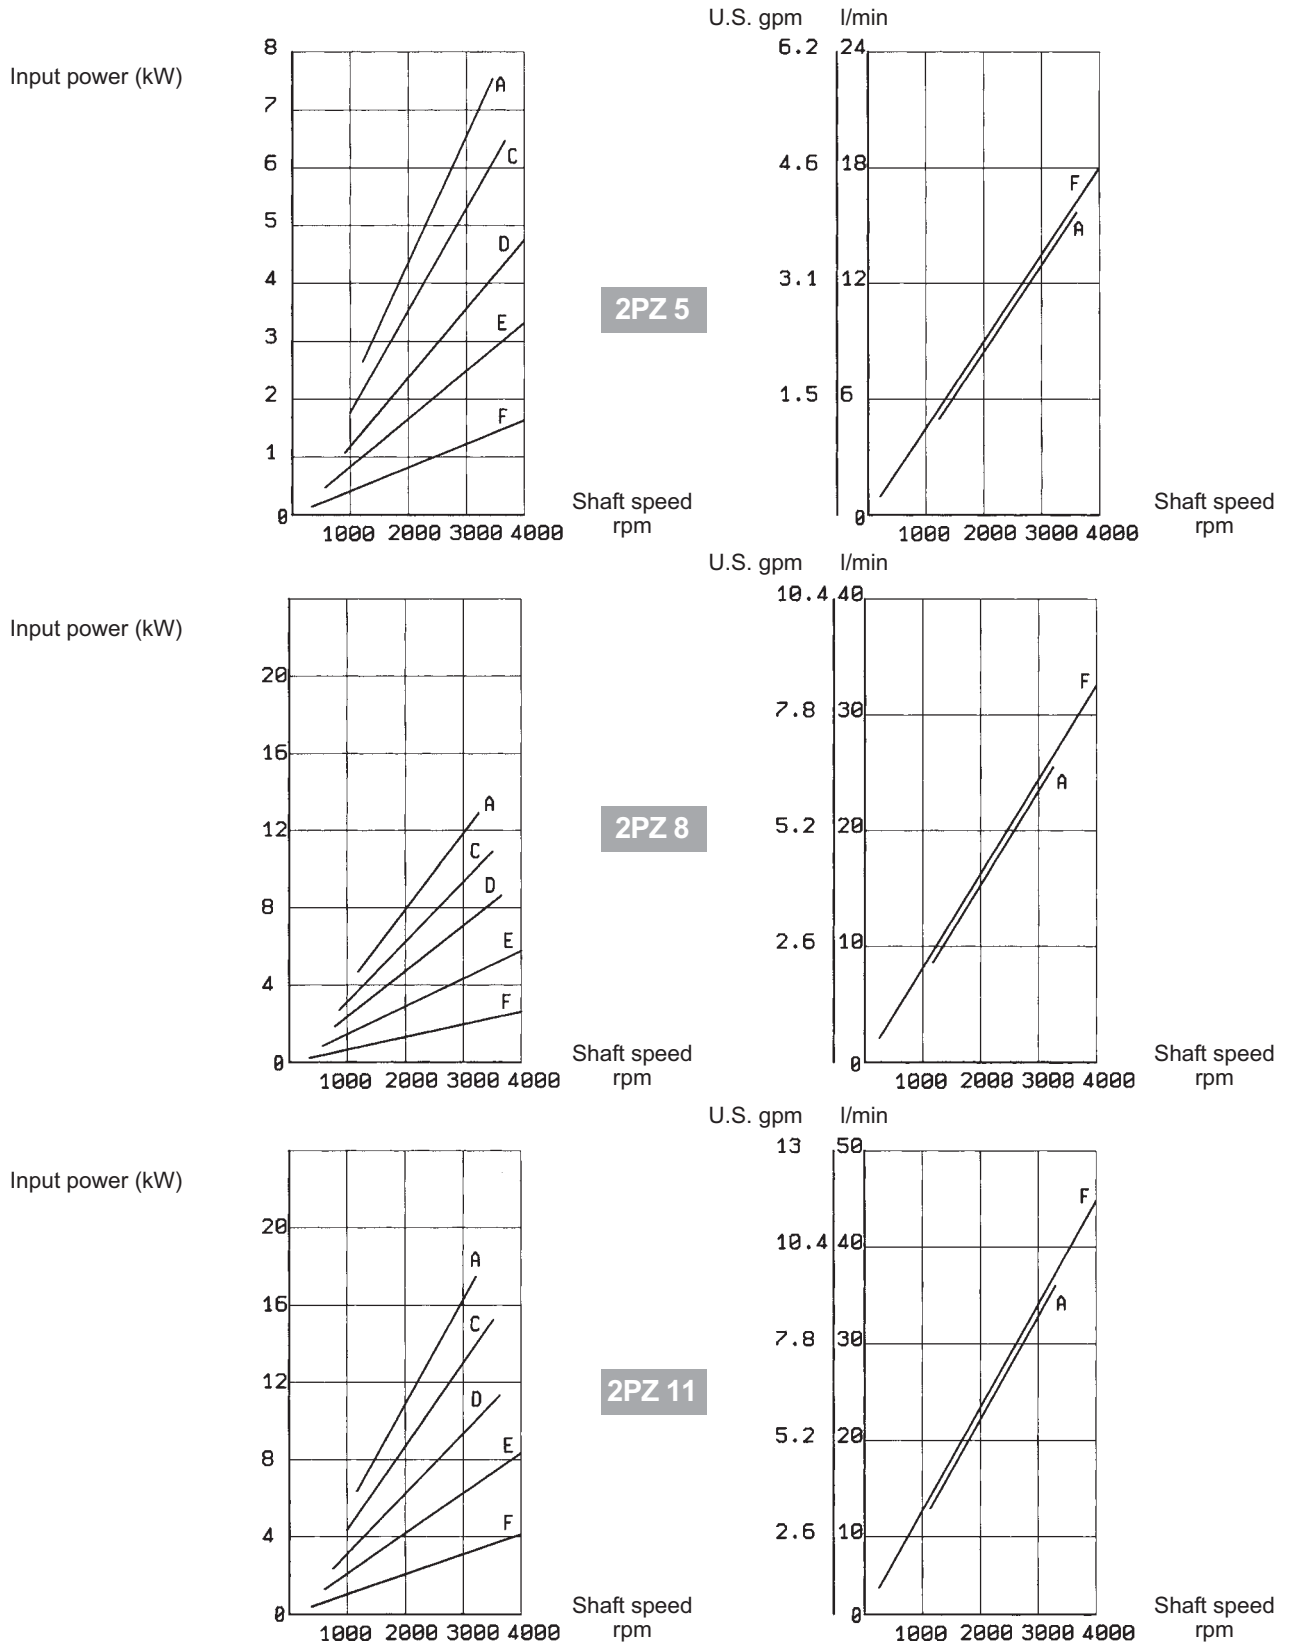 U.S. gpm l/min
8 6.2 24
Input power (kW)
A
7
C
6 4.6 18
F
5 A
D
4 3.1 12
2PZ 5
E
3
2 1.5 6
F
1
Shaft speed Shaft speed
0 0
rpm rpm
1000 2000 3000 4000 1000 2000 3000 4000
U.S. gpm l/min
10.4 40
Input power (kW)
20 F
7.8 30
16
A A
12 2PZ 8 5.2 20
C
D
8
E 2.6 10
4
F
Shaft speed Shaft speed
0 0
rpm rpm
1000 2000 3000 4000 1000 2000 3000 4000
U.S. gpm l/min
13 50
Input power (kW)
F
20
10.4 40
A
16 A
C
7.8 30
12
2PZ 11
D
E 5.2 20
8
F
4 2.6 10
Shaft speed Shaft speed
0 0
rpm rpm
1000 2000 3000 4000 1000 2000 3000 4000